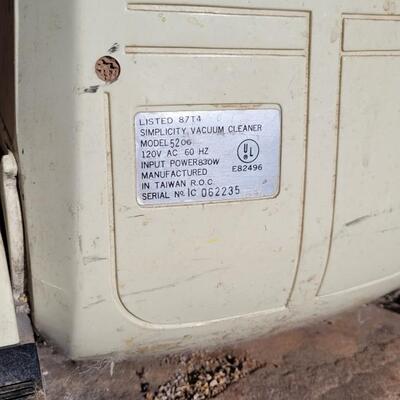 LISTED 87T4
SIMPLICITY VACUUM CLEANER
MODEL 5206
120V AC 60 HZ
INPUT POWER 830W
MANUFACTURED
IN TAIWAN R.O.C.
SERIAL No. IC 062235
UL
E82496